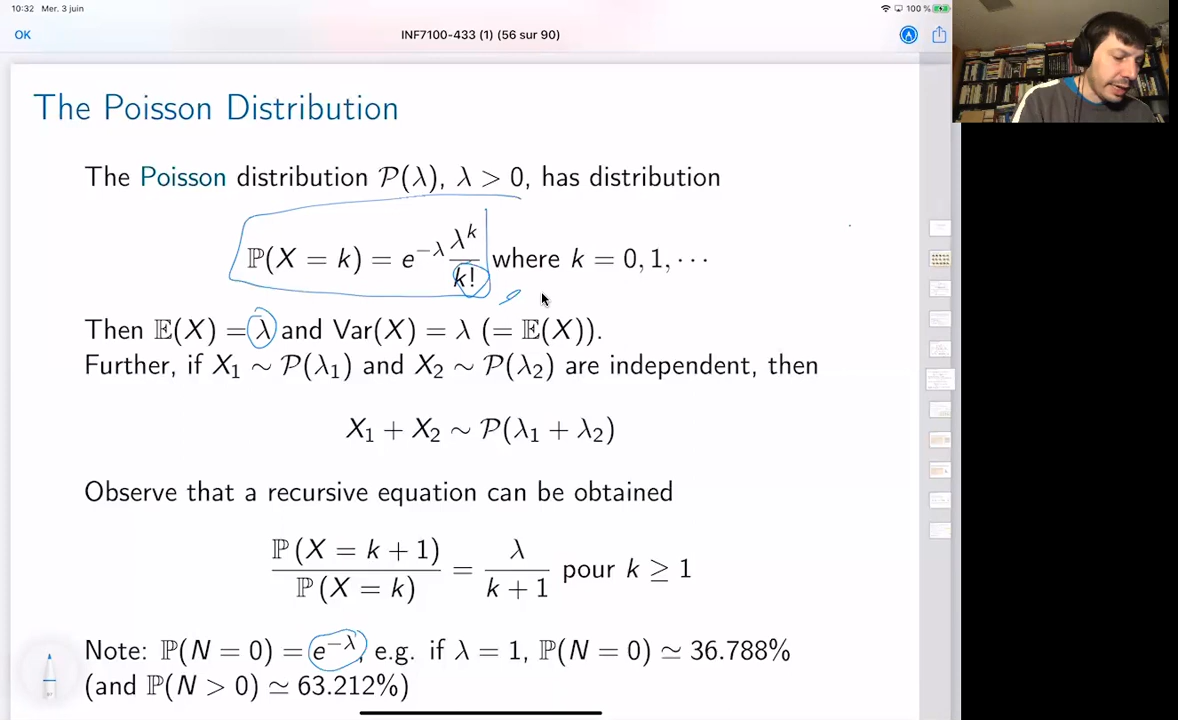 10:32 Mer. 3 juin
100 %
OK
INF7100-433 (1) (56 sur 90)
The Poisson Distribution
The Poisson distribution 𝒫(λ), λ > 0, has distribution
ℙ(X = k) = e^{−λ} λ^k / k! where k = 0, 1, ⋯
Then 𝔼(X) = λ and Var(X) = λ (= 𝔼(X)).
Further, if X₁ ∼ 𝒫(λ₁) and X₂ ∼ 𝒫(λ₂) are independent, then
X₁ + X₂ ∼ 𝒫(λ₁ + λ₂)
Observe that a recursive equation can be obtained
ℙ(X = k + 1) / ℙ(X = k) = λ / (k + 1) pour k ≥ 1
Note: ℙ(N = 0) = e^{−λ}, e.g. if λ = 1, ℙ(N = 0) ≃ 36.788%
(and ℙ(N > 0) ≃ 63.212%)